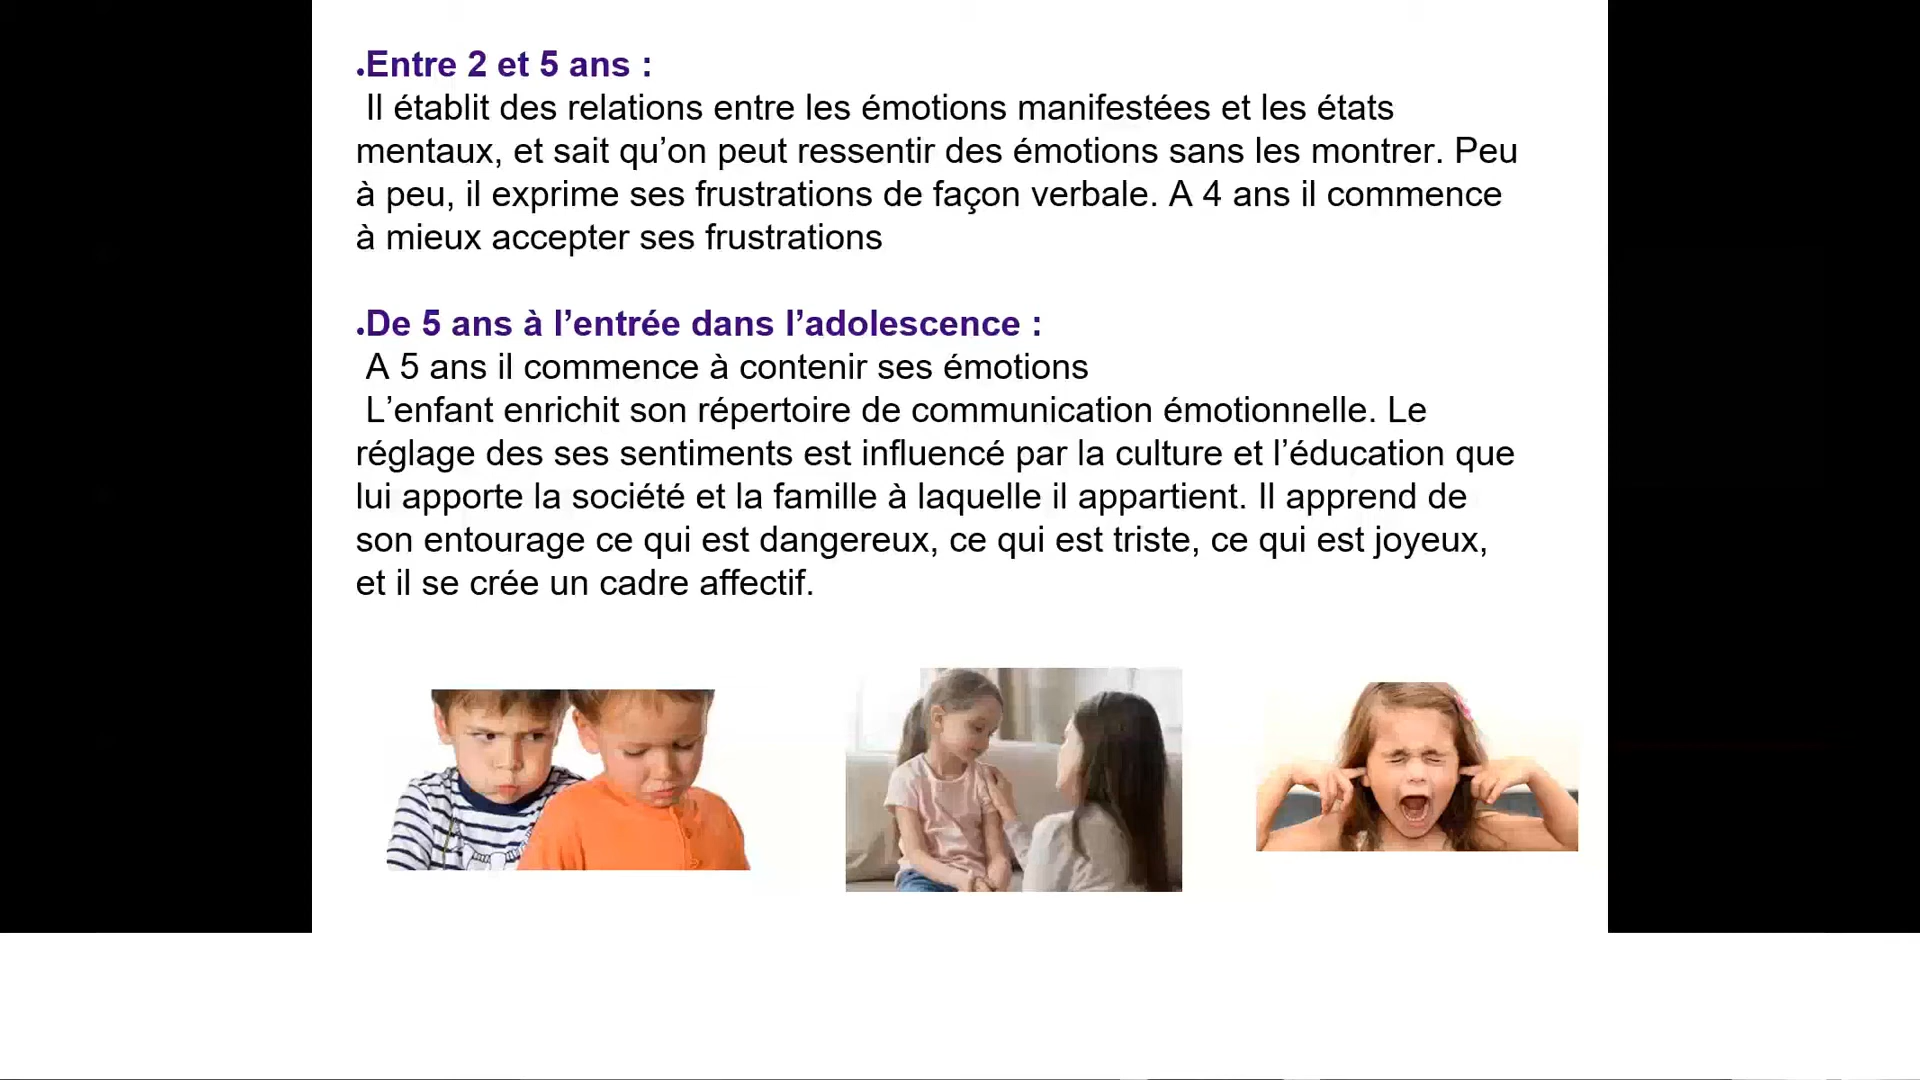 •Entre 2 et 5 ans :
Il établit des relations entre les émotions manifestées et les états
mentaux, et sait qu’on peut ressentir des émotions sans les montrer. Peu
à peu, il exprime ses frustrations de façon verbale. A 4 ans il commence
à mieux accepter ses frustrations
•De 5 ans à l’entrée dans l’adolescence :
A 5 ans il commence à contenir ses émotions
L’enfant enrichit son répertoire de communication émotionnelle. Le
réglage des ses sentiments est influencé par la culture et l’éducation que
lui apporte la société et la famille à laquelle il appartient. Il apprend de
son entourage ce qui est dangereux, ce qui est triste, ce qui est joyeux,
et il se crée un cadre affectif.